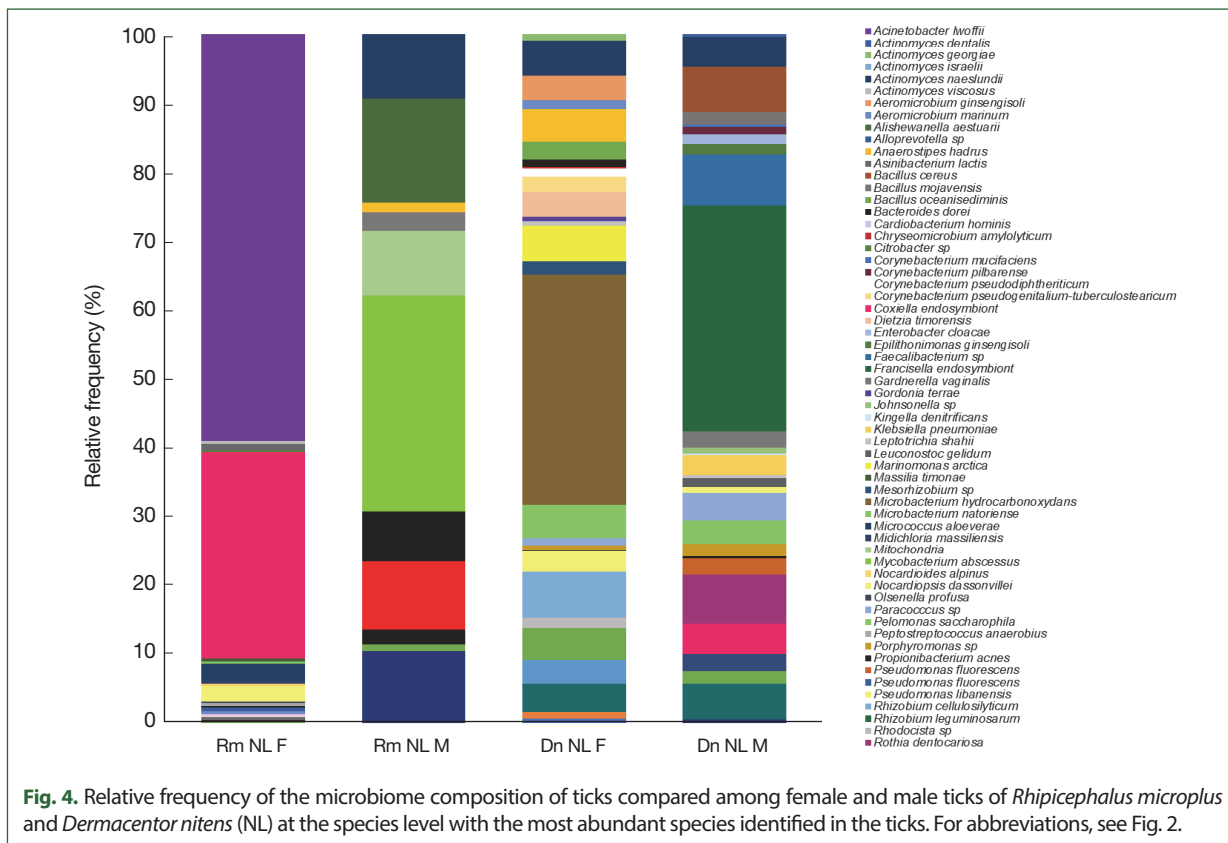 100
90
80
70
60
50
40
30
20
10
0
Relative frequency (%)
Rm NL F
Rm NL M
Dn NL F
Dn NL M
Acinetobacter lwoffii
Actinomyces dentalis
Actinomyces georgiae
Actinomyces israelii
Actinomyces naeslundii
Actinomyces viscosus
Aeromicrobium ginsengisoli
Aeromicrobium marinum
Alishewanella aestuarii
Alloprevotella sp
Anaerostipes hadrus
Asinibacterium lactis
Bacillus cereus
Bacillus mojavensis
Bacillus oceanisediminis
Bacteroides dorei
Cardiobacterium hominis
Chryseomicrobium amylolyticum
Citrobacter sp
Corynebacterium mucifaciens
Corynebacterium pilbarense
Corynebacterium pseudodiphtheriticum
Corynebacterium pseudogenitalium-tuberculostearicum
Coxiella endosymbiont
Dietzia timorensis
Enterobacter cloacae
Epilithonimonas ginsengisoli
Faecalibacterium sp
Francisella endosymbiont
Gardnerella vaginalis
Gordonia terrae
Johnsonella sp
Kingella denitrificans
Klebsiella pneumoniae
Leptotrichia shahii
Leuconostoc gelidum
Marinomonas arctica
Massilia timonae
Mesorhizobium sp
Microbacterium hydrocarbonoxydans
Microbacterium natoriense
Micrococcus aloeverae
Midichloria massiliensis
Mitochondria
Mycobacterium abscessus
Nocardioides alpinus
Nocardiopsis dassonvillei
Olsenella profusa
Paracoccus sp
Pelomonas saccharophila
Peptostreptococcus anaerobius
Porphyromonas sp
Propionibacterium acnes
Pseudomonas fluorescens
Pseudomonas fluorescens
Pseudomonas libanensis
Rhizobium cellulosilyticum
Rhizobium leguminosarum
Rhodocista sp
Rothia dentocariosa
Fig. 4. Relative frequency of the microbiome composition of ticks compared among female and male ticks of Rhipicephalus microplus
and Dermacentor nitens (NL) at the species level with the most abundant species identified in the ticks. For abbreviations, see Fig. 2.